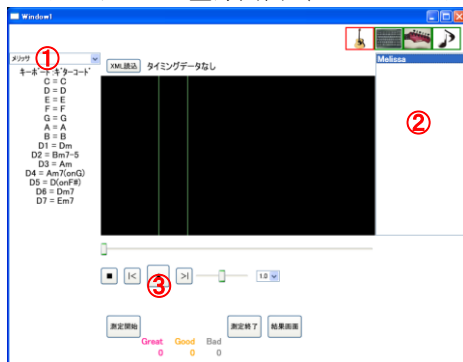 Window1
メリッサ
①
キーボード:ギターコード
C = C
D = D
E = E
F = F
G = G
A = A
B = B
D1 = Dm
D2 = Bm7-5
D3 = Am
D4 = Am7(onG)
D5 = D(onF#)
D6 = Dm7
D7 = Em7
XML読込 タイミングデータなし
Melissa
②
③
1.0
測定開始
測定終了
結果画面
Great Good Bad
0 0 0